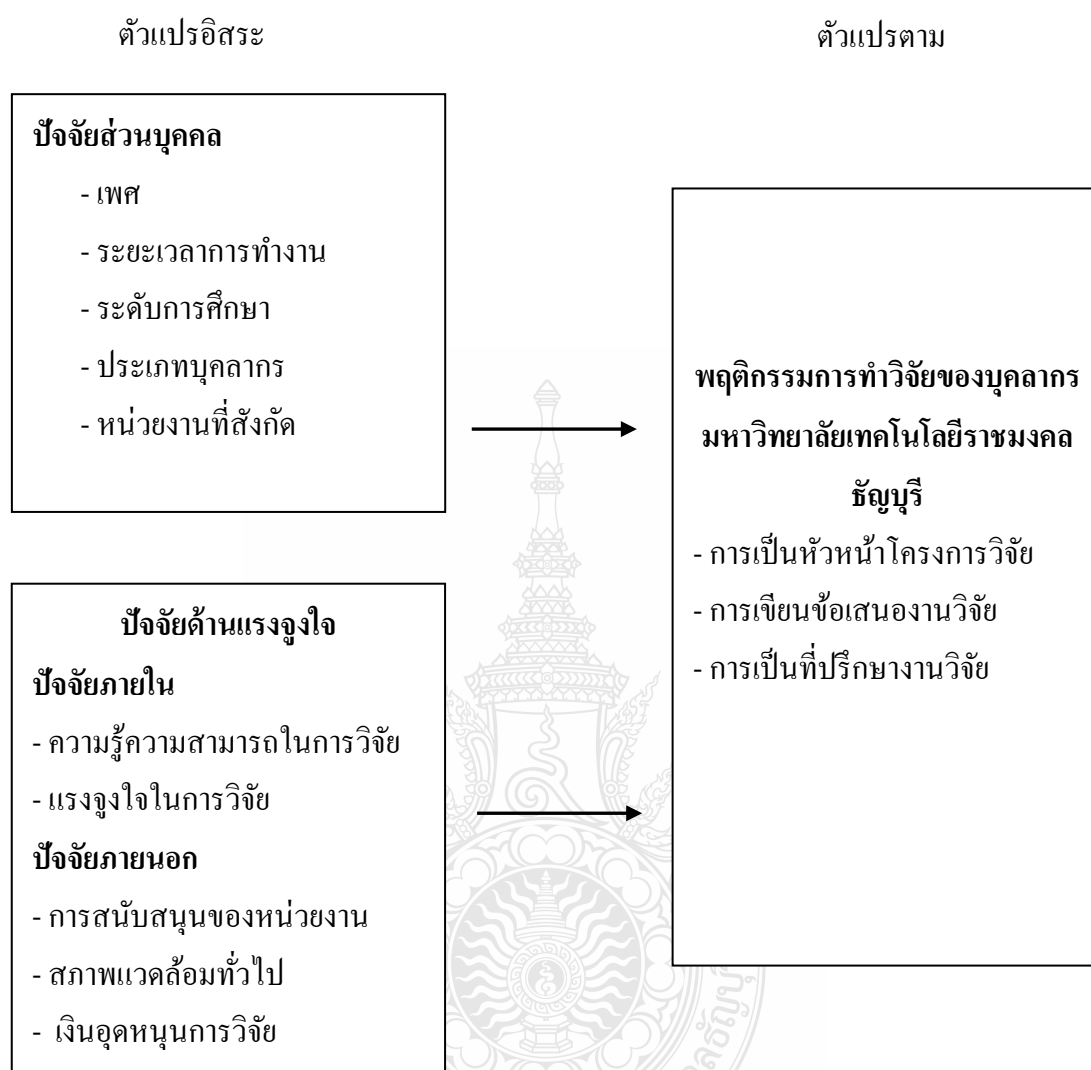 ตัวแปรอิสระ
ตัวแปรตาม
ปัจจัยส่วนบุคคล
- เพศ
- ระยะเวลาการทำงาน
- ระดับการศึกษา
- ประเภทบุคลากร
- หน่วยงานที่สังกัด
ปัจจัยด้านแรงจูงใจ
ปัจจัยภายใน
- ความรู้ความสามารถในการวิจัย
- แรงจูงใจในการวิจัย
ปัจจัยภายนอก
- การสนับสนุนของหน่วยงาน
- สภาพแวดล้อมทั่วไป
- เงินอุดหนุนการวิจัย
พฤติกรรมการทำวิจัยของบุคลากร
มหาวิทยาลัยเทคโนโลยีราชมงคล
ธัญบุรี
- การเป็นหัวหน้าโครงการวิจัย
- การเขียนข้อเสนองานวิจัย
- การเป็นที่ปรึกษางานวิจัย